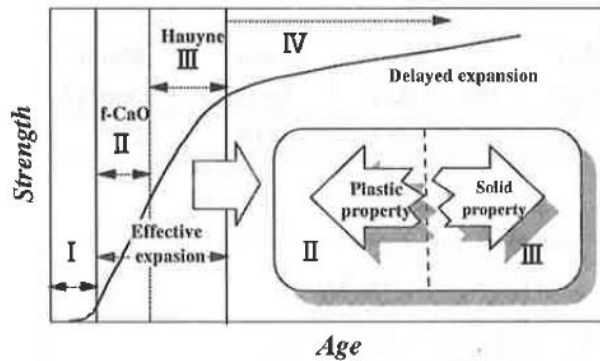 Hauyne
III
IV
f-CaO
II
Delayed expansion
Strength
Plastic
property
Solid
property
I
Effective
expasion
II
III
Age